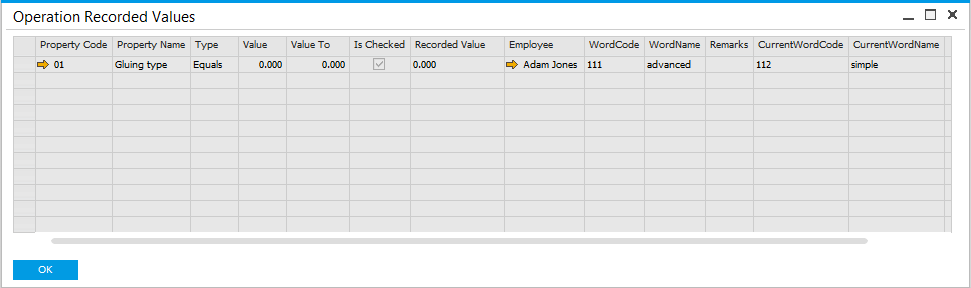 Operation Recorded Values
Property Code Property Name Type Value Value To Is Checked Recorded Value Employee WordCode WordName Remarks CurrentWordCode CurrentWordName
01 Gluing type Equals 0.000 0.000 0.000 Adam Jones 111 advanced 112 simple
OK